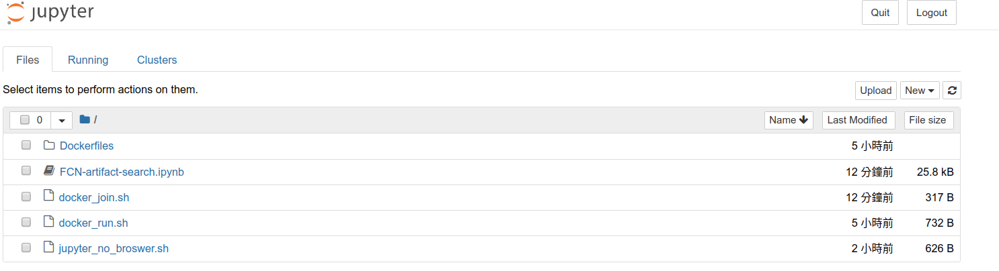 jupyter Quit Logout
Files Running Clusters
Select items to perform actions on them. Upload New
0 / Name Last Modified File size
Dockerfiles 5 小時前
FCN-artifact-search.ipynb 12 分鐘前 25.8 kB
docker_join.sh 12 分鐘前 317 B
docker_run.sh 5 小時前 732 B
jupyter_no_broswer.sh 2 小時前 626 B